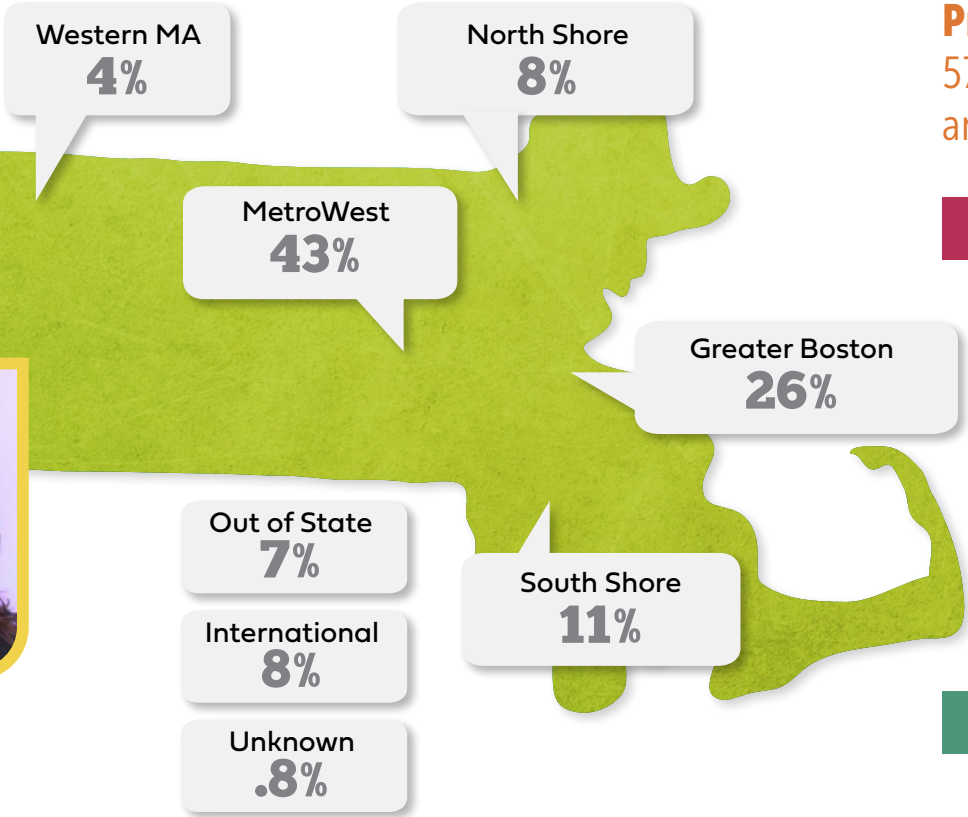 Western MA
4%
North Shore
8%
MetroWest
43%
Greater Boston
26%
Out of State
7%
South Shore
11%
International
8%
Unknown
.8%
57